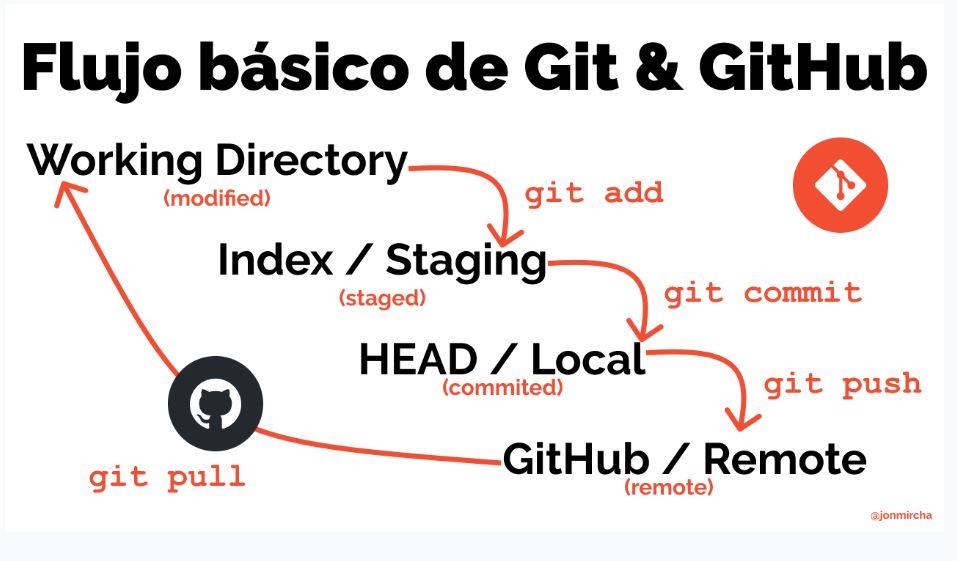 Flujo básico de Git & GitHub
Working Directory
(modified)
git add
Index / Staging
(staged)
git commit
HEAD / Local
(commited)
git push
GitHub / Remote
(remote)
git pull
@jonmircha